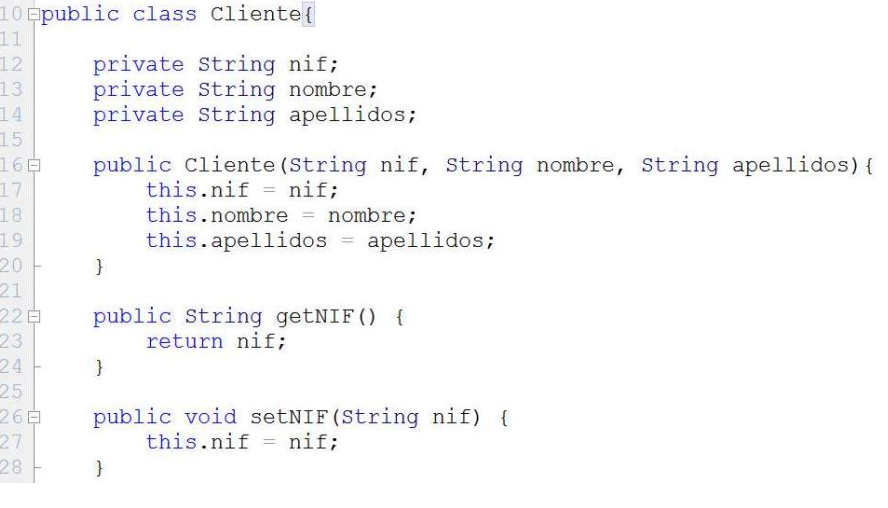 10 public class Cliente{
11
12 private String nif;
13 private String nombre;
14 private String apellidos;
15
16 public Cliente(String nif, String nombre, String apellidos){
17 this.nif = nif;
18 this.nombre = nombre;
19 this.apellidos = apellidos;
20 }
21
22 public String getNIF() {
23 return nif;
24 }
25
26 public void setNIF(String nif) {
27 this.nif = nif;
28 }